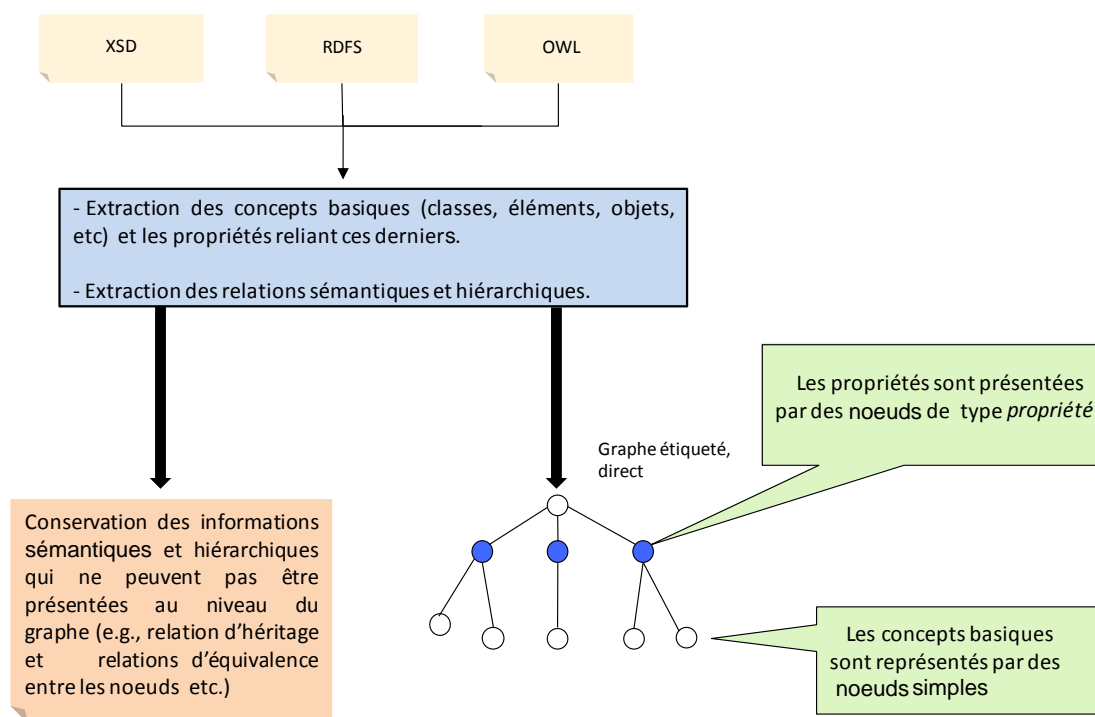 XSD
RDFS
OWL
- Extraction des concepts basiques (classes, éléments, objets,
etc) et les propriétés reliant ces derniers.
- Extraction des relations sémantiques et hiérarchiques.
Les propriétés sont présentées
par des noeuds de type propriété
Graphe étiqueté,
direct
Conservation des informations
sémantiques et hiérarchiques
qui ne peuvent pas être
présentées au niveau du
graphe (e.g., relation d’héritage
et relations d’équivalence
entre les noeuds etc.)
Les concepts basiques
sont représentés par des
noeuds simples